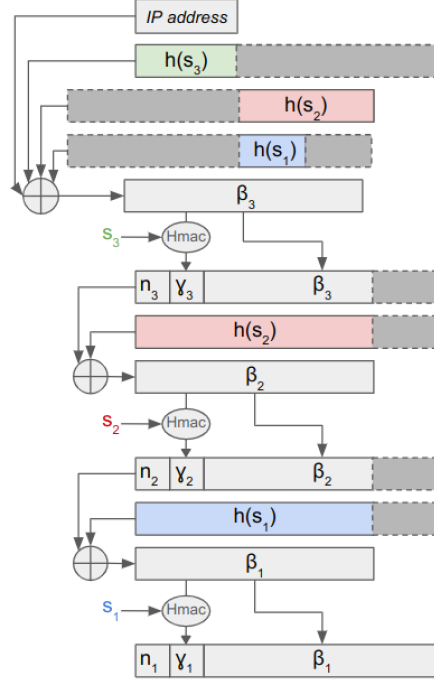 IP address
h(s₃)
h(s₂)
h(s₁)
β₃
s₃ Hmac
n₃ γ₃ β₃
h(s₂)
β₂
s₂ Hmac
n₂ γ₂ β₂
h(s₁)
β₁
s₁ Hmac
n₁ γ₁ β₁